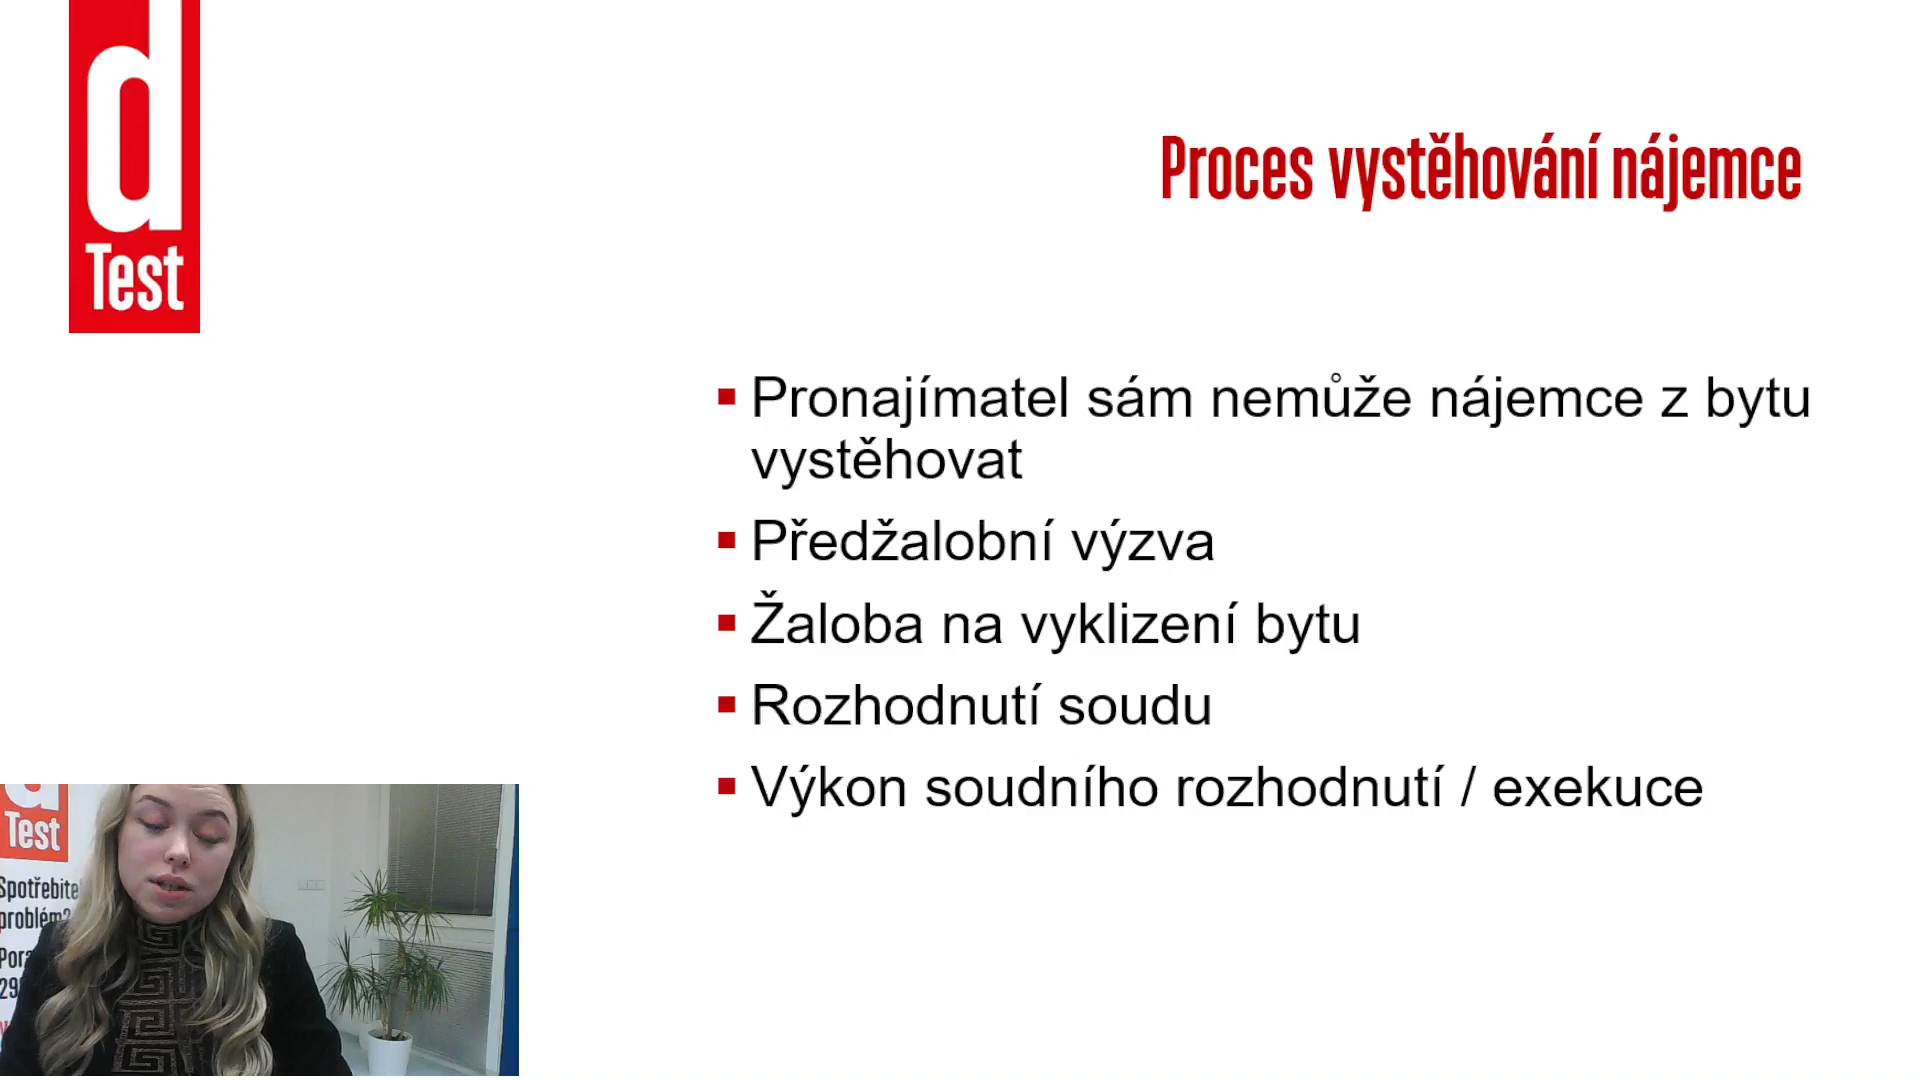 d
Test
Proces vystěhování nájemce
▪ Pronajímatel sám nemůže nájemce z bytu
vystěhovat
▪ Předžalobní výzva
▪ Žaloba na vyklizení bytu
▪ Rozhodnutí soudu
▪ Výkon soudního rozhodnutí / exekuce
d
Test
problém?